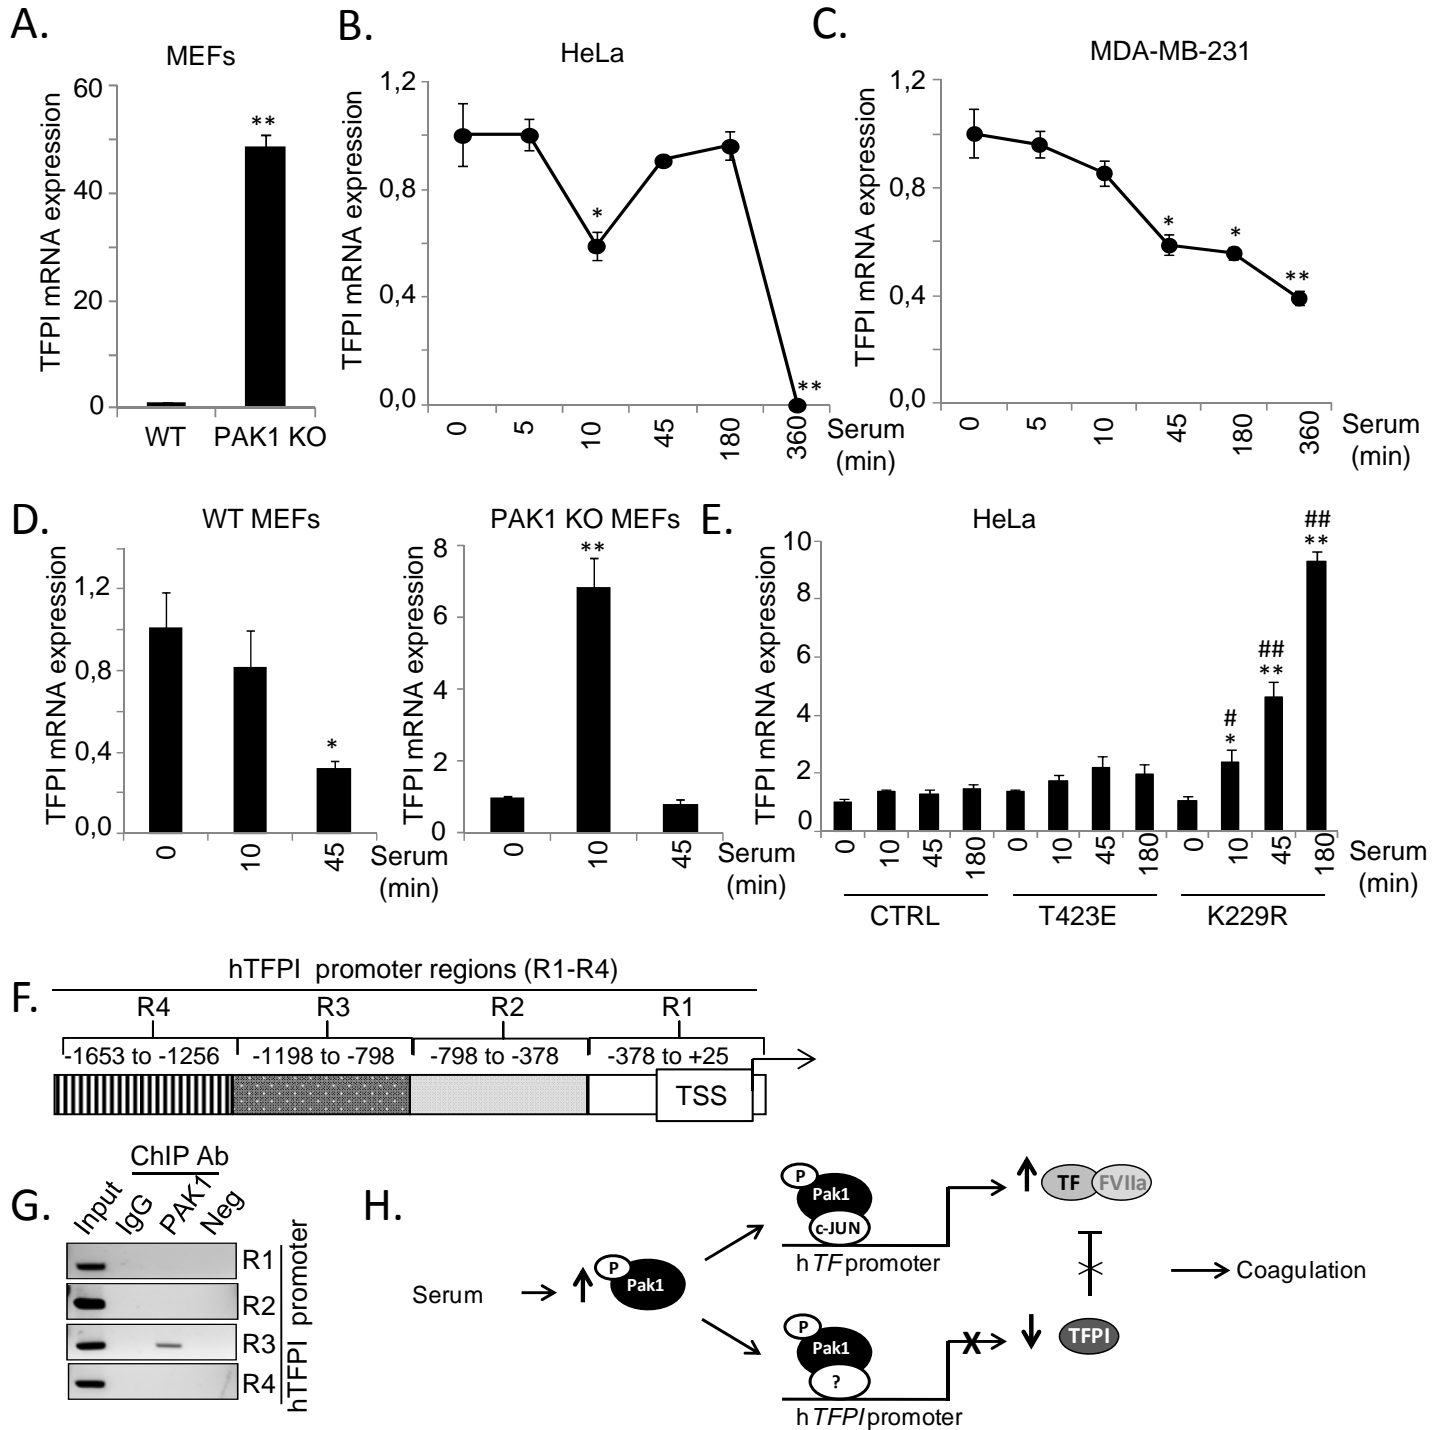 A.
MEFs
TFPI mRNA expression
60
40
20
0
**
WT PAK1 KO
B.
HeLa
TFPI mRNA expression
1,2
0,8
0,4
0,0
*
**
0 5 10 45 180 360
Serum
(min)
C.
MDA-MB-231
TFPI mRNA expression
1,2
0,8
0,4
0,0
*
*
**
0 5 10 45 180 360
Serum
(min)
D.
WT MEFs
TFPI mRNA expression
1,2
0,8
0,4
0,0
*
0 10 45
Serum
(min)
PAK1 KO MEFs
TFPI mRNA expression
8
6
4
2
0
**
0 10 45
Serum
(min)
E.
HeLa
TFPI mRNA expression
10
8
6
4
2
0
#
*
##
**
##
**
0 10 45 180 0 10 45 180 0 10 45 180
Serum
(min)
CTRL T423E K229R
F.
hTFPI promoter regions (R1-R4)
R4 R3 R2 R1
-1653 to -1256 -1198 to -798 -798 to -378 -378 to +25
TSS
G.
ChIP Ab
Input IgG PAK1 Neg
R1
R2
R3
R4
hTFPI promoter
H.
Serum
P
Pak1
P
Pak1
c-JUN
hTF promoter
TF FVIIa
P
Pak1
?
hTFPI promoter
X
TFPI
Coagulation